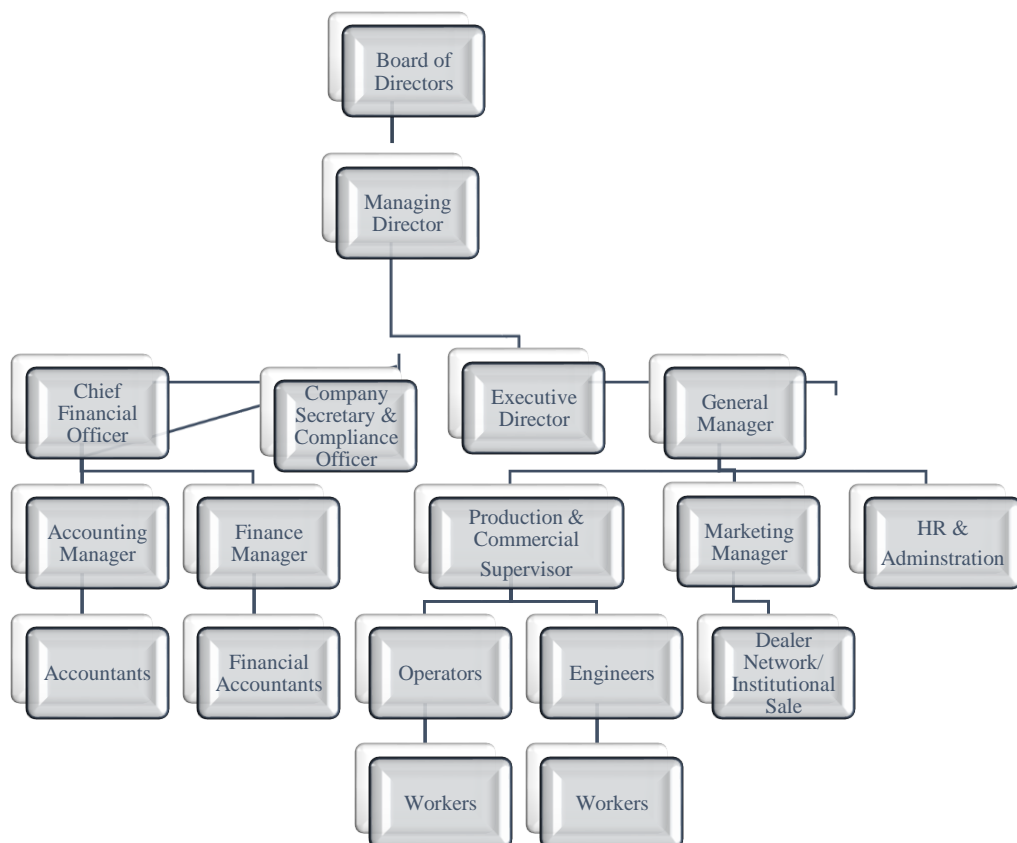 Board of
Directors
Managing
Director
Chief
Financial
Officer
Company
Secretary &
Compliance
Officer
Executive
Director
General
Manager
Accounting
Manager
Finance
Manager
Production &
Commercial
Supervisor
Marketing
Manager
HR &
Adminstration
Accountants
Financial
Accountants
Operators
Engineers
Dealer
Network/
Institutional
Sale
Workers
Workers